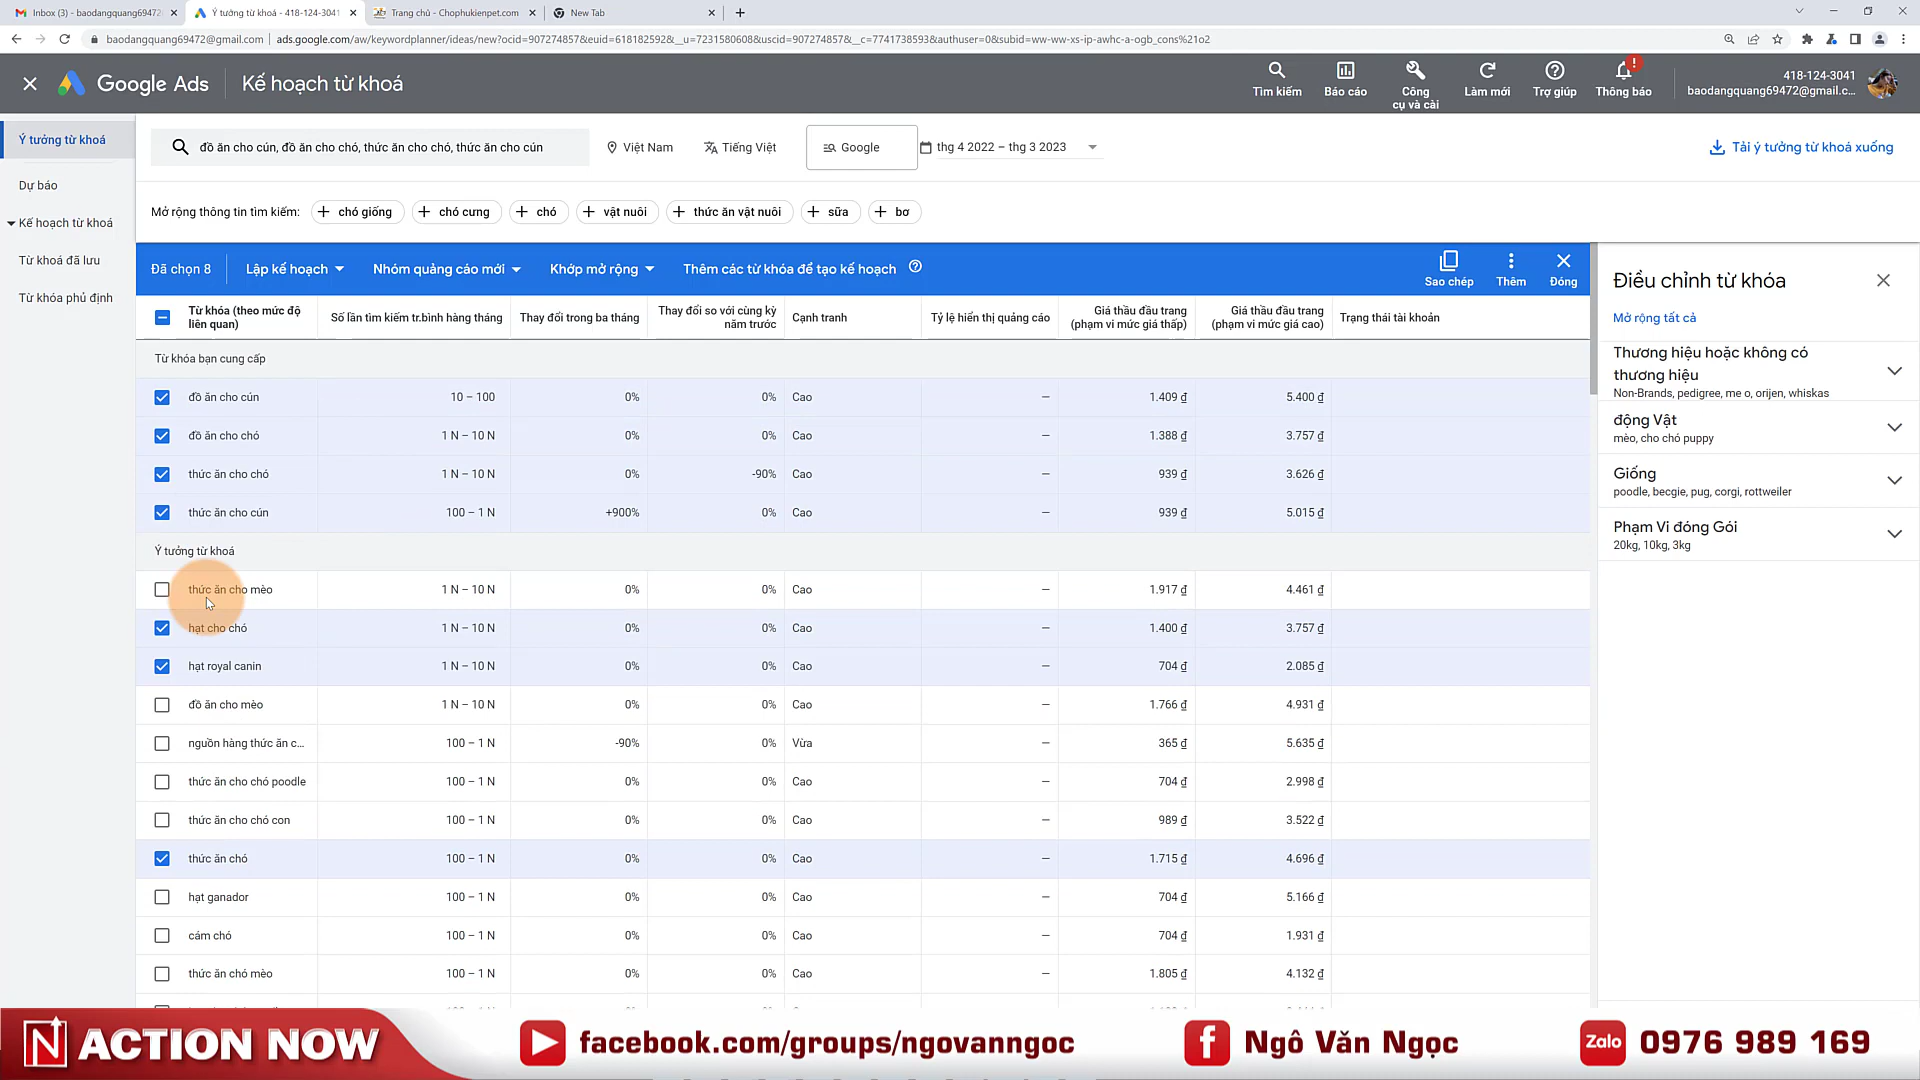 Inbox (3) - baodangquang69472
Ý tưởng từ khoá - 418-124-3041
Trang chủ - Chophukienpet.com
New Tab
baodangquang69472@gmail.com
ads.google.com/aw/keywordplanner/ideas/new?ocid=907274857&euid=618182592&__u=7231580608&uscid=907274857&__c=7741738593&authuser=0&subid=ww-ww-xs-ip-awhc-a-ogb_cons%21o2
Google Ads
Kế hoạch từ khoá
Tìm kiếm
Báo cáo
Công
cụ và cài
Làm mới
Trợ giúp
Thông báo
418-124-3041
baodangquang69472@gmail.c...
Ý tưởng từ khoá
Dự báo
Kế hoạch từ khoá
Từ khoá đã lưu
Từ khóa phủ định
đồ ăn cho cún, đồ ăn cho chó, thức ăn cho chó, thức ăn cho cún
Việt Nam
Tiếng Việt
Google
thg 4 2022 – thg 3 2023
Tải ý tưởng từ khoá xuống
Mở rộng thông tin tìm kiếm:
chó giống
chó cưng
chó
vật nuôi
thức ăn vật nuôi
sữa
bơ
Đã chọn 8
Lập kế hoạch
Nhóm quảng cáo mới
Khớp mở rộng
Thêm các từ khóa để tạo kế hoạch
Sao chép
Thêm
Đóng
Từ khóa (theo mức độ
liên quan)
Số lần tìm kiếm tr.bình hàng tháng
Thay đổi trong ba tháng
Thay đổi so với cùng kỳ
năm trước
Cạnh tranh
Tỷ lệ hiển thị quảng cáo
Giá thầu đầu trang
(phạm vi mức giá thấp)
Giá thầu đầu trang
(phạm vi mức giá cao)
Trạng thái tài khoản
Từ khóa bạn cung cấp
đồ ăn cho cún 10 – 100 0% 0% Cao — 1.409 ₫ 5.400 ₫
đồ ăn cho chó 1 N – 10 N 0% 0% Cao — 1.388 ₫ 3.757 ₫
thức ăn cho chó 1 N – 10 N 0% -90% Cao — 939 ₫ 3.626 ₫
thức ăn cho cún 100 – 1 N +900% 0% Cao — 939 ₫ 5.015 ₫
Ý tưởng từ khoá
thức ăn cho mèo 1 N – 10 N 0% 0% Cao — 1.917 ₫ 4.461 ₫
hạt cho chó 1 N – 10 N 0% 0% Cao — 1.400 ₫ 3.757 ₫
hạt royal canin 1 N – 10 N 0% 0% Cao — 704 ₫ 2.085 ₫
đồ ăn cho mèo 1 N – 10 N 0% 0% Cao — 1.766 ₫ 4.931 ₫
nguồn hàng thức ăn c... 100 – 1 N -90% 0% Vừa — 365 ₫ 5.635 ₫
thức ăn cho chó poodle 100 – 1 N 0% 0% Cao — 704 ₫ 2.998 ₫
thức ăn cho chó con 100 – 1 N 0% 0% Cao — 989 ₫ 3.522 ₫
thức ăn chó 100 – 1 N 0% 0% Cao — 1.715 ₫ 4.696 ₫
hạt ganador 100 – 1 N 0% 0% Cao — 704 ₫ 5.166 ₫
cám chó 100 – 1 N 0% 0% Cao — 704 ₫ 1.931 ₫
thức ăn chó mèo 100 – 1 N 0% 0% Cao — 1.805 ₫ 4.132 ₫
Điều chỉnh từ khóa
Mở rộng tất cả
Thương hiệu hoặc không có
thương hiệu
Non-Brands, pedigree, me o, orijen, whiskas
động Vật
mèo, cho chó puppy
Giống
poodle, becgie, pug, corgi, rottweiler
Phạm Vi đóng Gói
20kg, 10kg, 3kg
N ACTION NOW
facebook.com/groups/ngovanngoc
Ngô Văn Ngọc
Zalo
0976 989 169